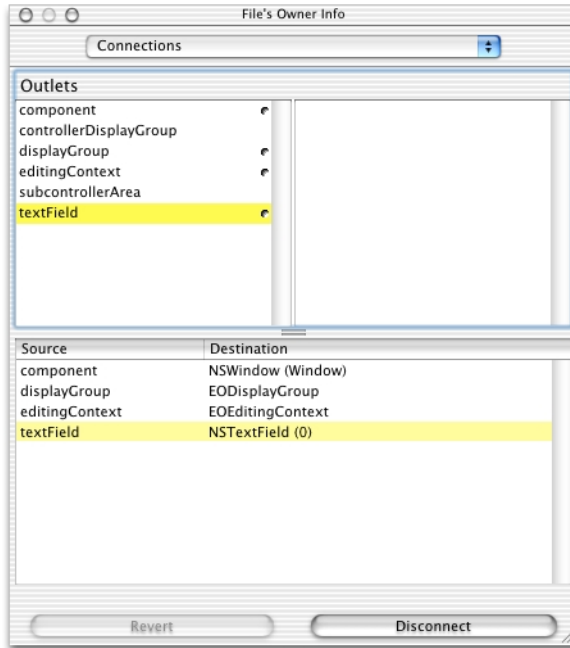 File's Owner Info
Connections
Outlets
component
controllerDisplayGroup
displayGroup
editingContext
subcontrollerArea
textField
Source Destination
component NSWindow (Window)
displayGroup EODisplayGroup
editingContext EOEditingContext
textField NSTextField (0)
Revert Disconnect